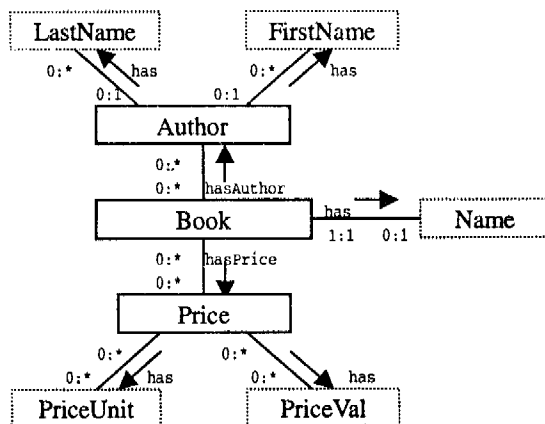 LastName FirstName
0:* has 0:* has
0:1 0:1
Author
0:*
0:* hasAuthor
Book has Name
1:1 0:1
0:* hasPrice
0:*
Price
0:* 0:*
0:* has 0:* has
PriceUnit PriceVal